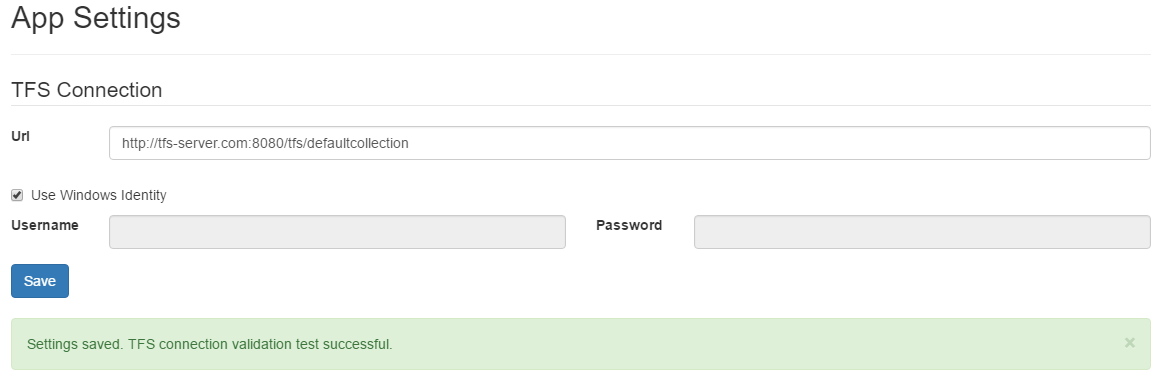 App Settings
TFS Connection
Url http://tfs-server.com:8080/tfs/defaultcollection
Use Windows Identity
Username Password
Save
Settings saved. TFS connection validation test successful. ×